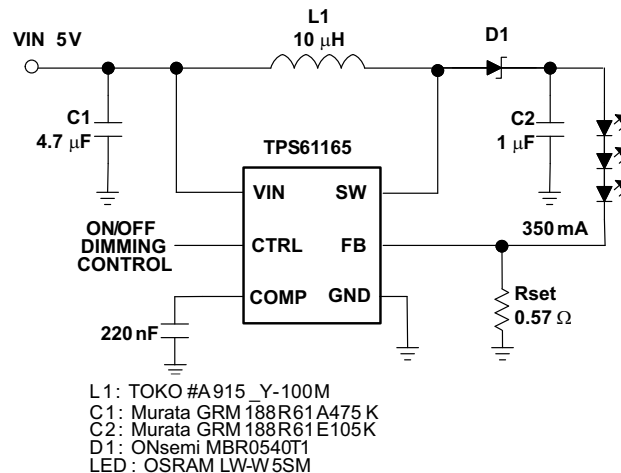 L1
10 μH
VIN 5V
D1
C1
4.7 μF
C2
1 μF
TPS61165
VIN SW
ON/OFF
DIMMING
CONTROL
CTRL FB
350 mA
COMP GND
220 nF
Rset
0.57 Ω
L1: TOKO #A915_Y-100M
C1: Murata GRM188R61A475K
C2: Murata GRM188R61E105K
D1: ONsemi MBR0540T1
LED: OSRAM LW-W5SM